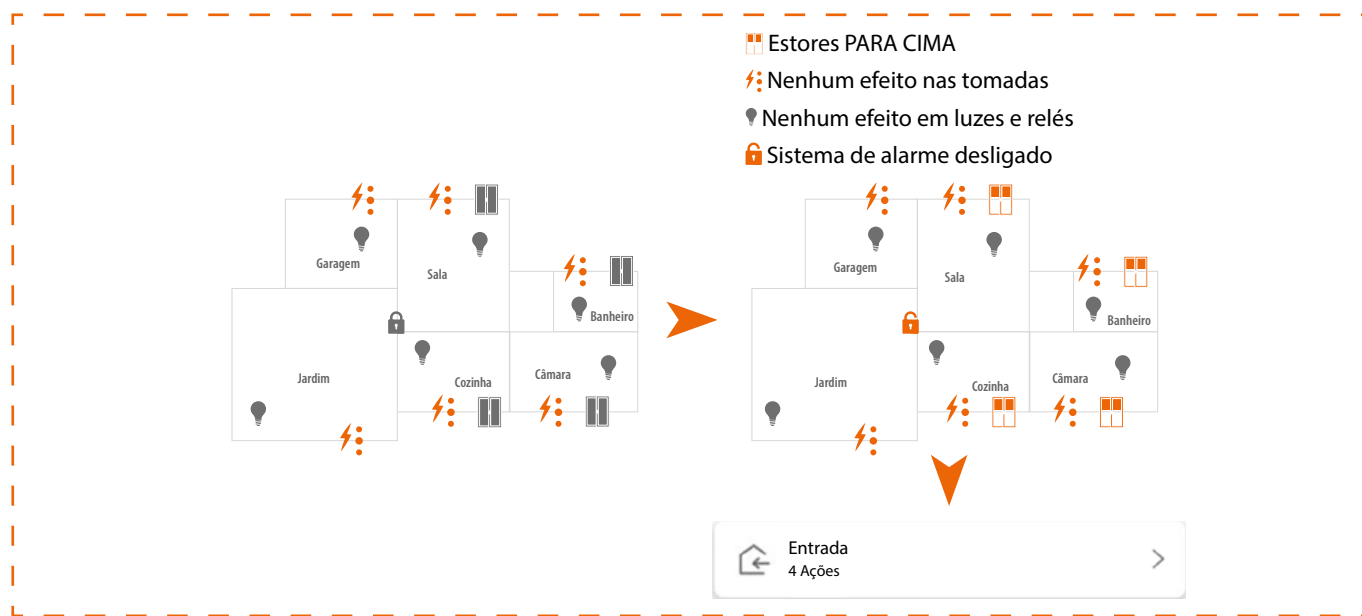 Estores PARA CIMA
Nenhum efeito nas tomadas
Nenhum efeito em luzes e relés
Sistema de alarme desligado
Garagem
Sala
Banheiro
Jardim
Cozinha
Câmara
Garagem
Sala
Banheiro
Jardim
Cozinha
Câmara
Entrada
4 Ações